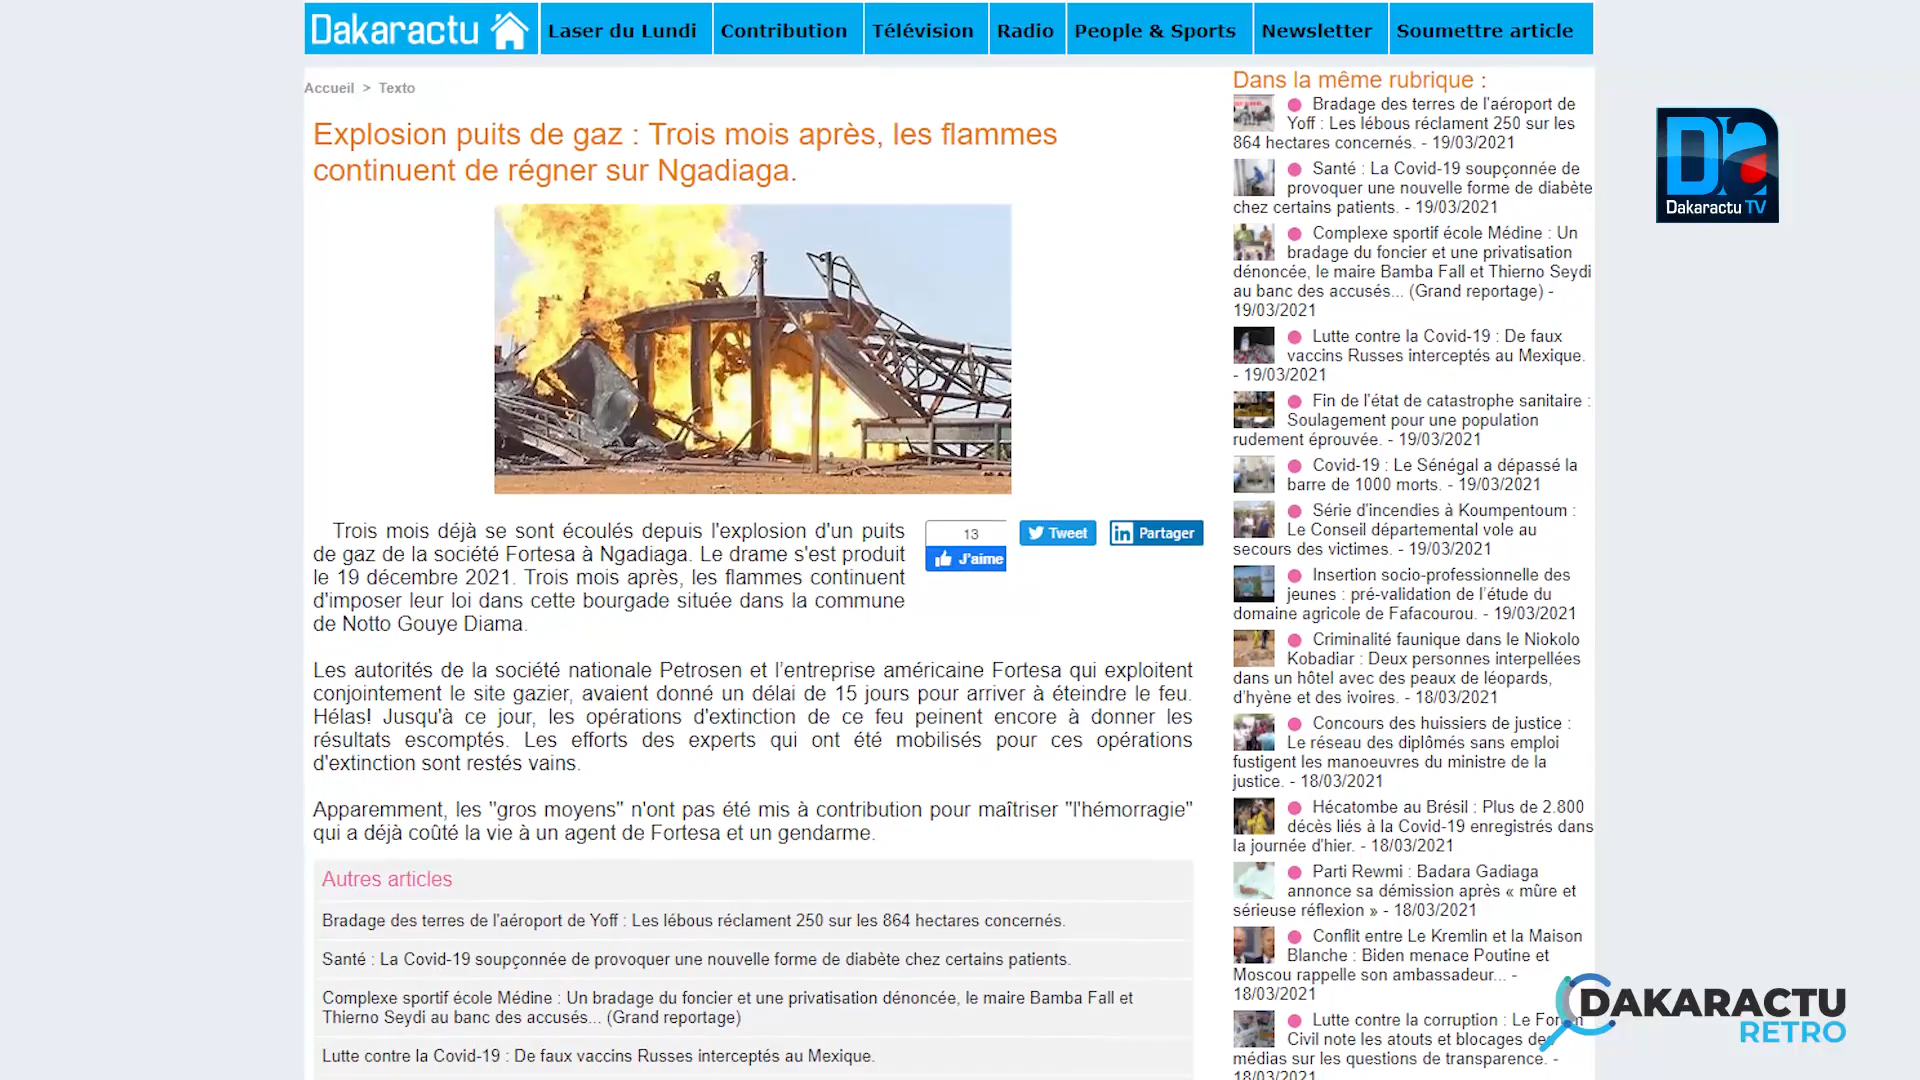 Dakaractu
Laser du Lundi
Contribution
Télévision
Radio
People & Sports
Newsletter
Soumettre article
Accueil > Texto
Explosion puits de gaz : Trois mois après, les flammes
continuent de régner sur Ngadiaga.
Trois mois déjà se sont écoulés depuis l'explosion d'un puits
de gaz de la société Fortesa à Ngadiaga. Le drame s'est produit
le 19 décembre 2021. Trois mois après, les flammes continuent
d'imposer leur loi dans cette bourgade située dans la commune
de Notto Gouye Diama.
13
J'aime
Tweet
Partager
Les autorités de la société nationale Petrosen et l'entreprise américaine Fortesa qui exploitent
conjointement le site gazier, avaient donné un délai de 15 jours pour arriver à éteindre le feu.
Hélas! Jusqu'à ce jour, les opérations d'extinction de ce feu peinent encore à donner les
résultats escomptés. Les efforts des experts qui ont été mobilisés pour ces opérations
d'extinction sont restés vains.
Apparemment, les "gros moyens" n'ont pas été mis à contribution pour maîtriser "l'hémorragie"
qui a déjà coûté la vie à un agent de Fortesa et un gendarme.
Autres articles
Bradage des terres de l'aéroport de Yoff : Les lébous réclament 250 sur les 864 hectares concernés.
Santé : La Covid-19 soupçonnée de provoquer une nouvelle forme de diabète chez certains patients.
Complexe sportif école Médine : Un bradage du foncier et une privatisation dénoncée, le maire Bamba Fall et
Thierno Seydi au banc des accusés... (Grand reportage)
Lutte contre la Covid-19 : De faux vaccins Russes interceptés au Mexique.
Dans la même rubrique :
Bradage des terres de l'aéroport de
Yoff : Les lébous réclament 250 sur les
864 hectares concernés. - 19/03/2021
Santé : La Covid-19 soupçonnée de
provoquer une nouvelle forme de diabète
chez certains patients. - 19/03/2021
Complexe sportif école Médine : Un
bradage du foncier et une privatisation
dénoncée, le maire Bamba Fall et Thierno Seydi
au banc des accusés... (Grand reportage) -
19/03/2021
Lutte contre la Covid-19 : De faux
vaccins Russes interceptés au Mexique.
- 19/03/2021
Fin de l'état de catastrophe sanitaire :
Soulagement pour une population
rudement éprouvée. - 19/03/2021
Covid-19 : Le Sénégal a dépassé la
barre de 1000 morts. - 19/03/2021
Série d'incendies à Koumpentoum :
Le Conseil départemental vole au
secours des victimes. - 19/03/2021
Insertion socio-professionnelle des
jeunes : pré-validation de l'étude du
domaine agricole de Fafacourou. - 19/03/2021
Criminalité faunique dans le Niokolo
Kobadiar : Deux personnes interpellées
dans un hôtel avec des peaux de léopards,
d'hyène et des ivoires. - 18/03/2021
Concours des huissiers de justice :
Le réseau des diplômés sans emploi
fustigent les manoeuvres du ministre de la
justice. - 18/03/2021
Hécatombe au Brésil : Plus de 2.800
décès liés à la Covid-19 enregistrés dans
la journée d'hier. - 18/03/2021
Parti Rewmi : Badara Gadiaga
annonce sa démission après « mûre et
sérieuse réflexion » - 18/03/2021
Conflit entre Le Kremlin et la Maison
Blanche : Biden menace Poutine et
Moscou rappelle son ambassadeur... -
18/03/2021
Lutte contre la corruption : Le Forum
Civil note les atouts et blocages des
médias sur les questions de transparence. -
18/03/2021
Dakaractu TV
DAKARACTU
RETRO